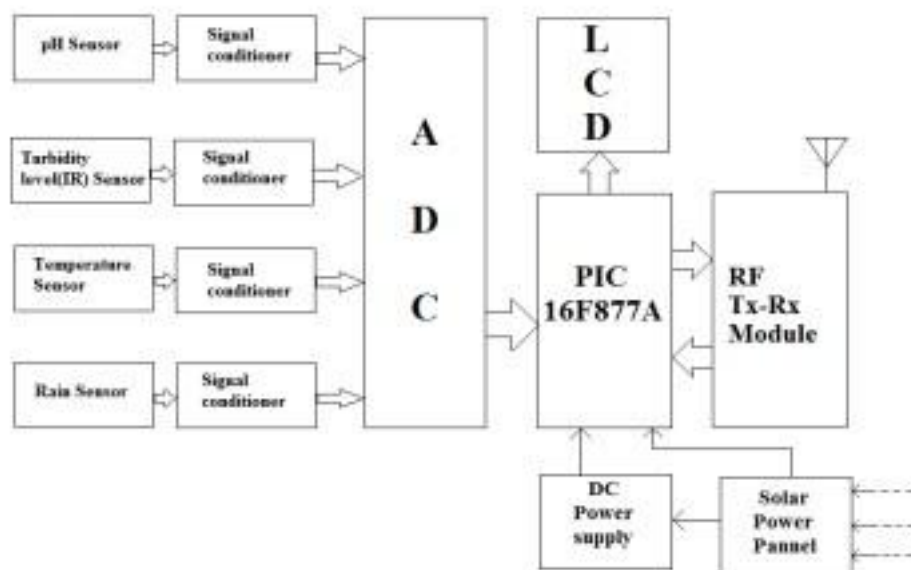 pH Sensor
Signal
conditioner
Turbidity
level(IR) Sensor
Signal
conditioner
Temperature
Sensor
Signal
conditioner
Rain Sensor
Signal
conditioner
A
D
C
L
C
D
PIC
16F877A
RF
Tx-Rx
Module
DC
Power
supply
Solar
Power
Pannel